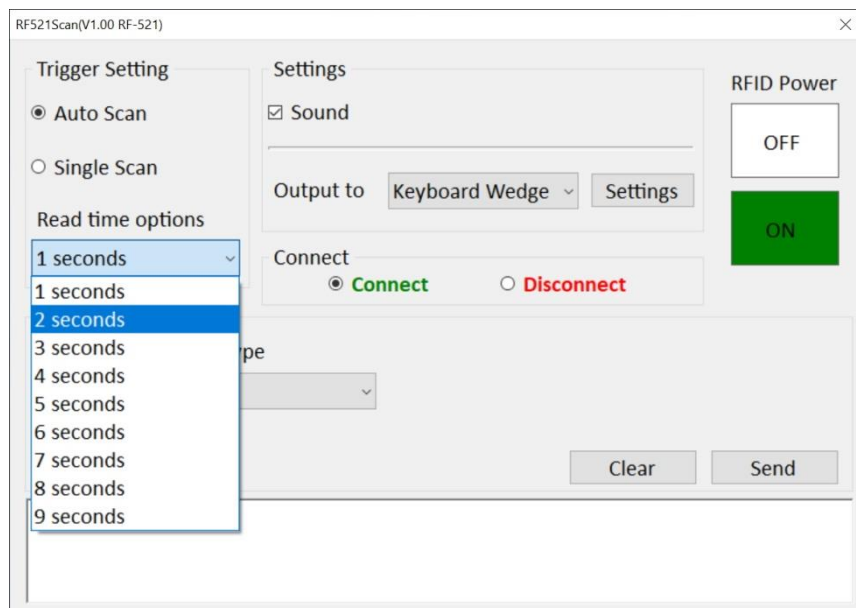 RF521Scan(V1.00 RF-521)
Trigger Setting
Auto Scan
Single Scan
Read time options
1 seconds
1 seconds
2 seconds
3 seconds
4 seconds
5 seconds
6 seconds
7 seconds
8 seconds
9 seconds
Settings
Sound
Output to Keyboard Wedge Settings
Connect
Connect Disconnect
RFID Power
OFF
ON
Clear Send